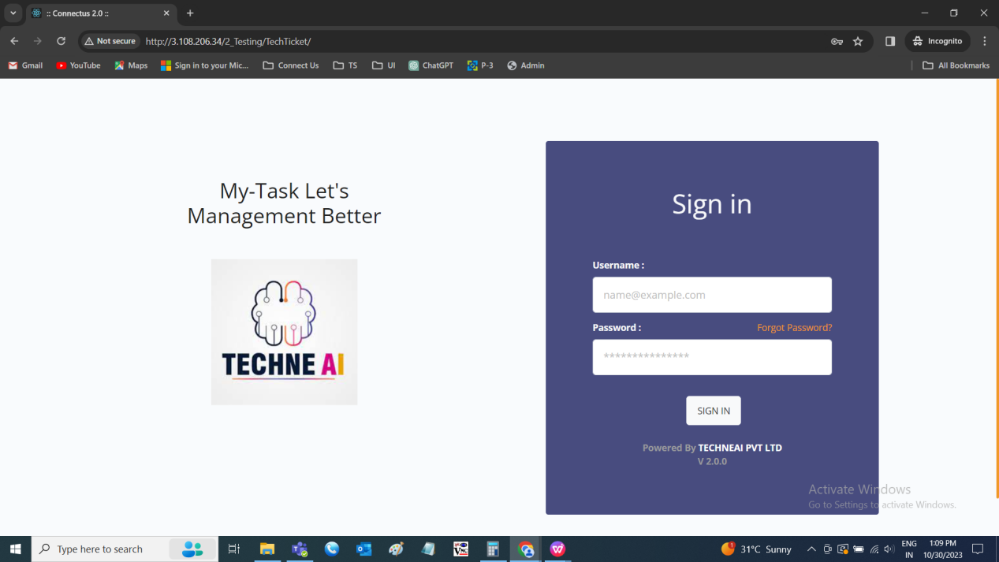 :: Connectus 2.0 ::
Not secure
http://3.108.206.34/2_Testing/TechTicket/
Incognito
Gmail
YouTube
Maps
Sign in to your Mic...
Connect Us
TS
UI
ChatGPT
P-3
Admin
All Bookmarks
My-Task Let's
Management Better
TECHNE AI
Sign in
Username :
name@example.com
Password :
Forgot Password?
***************
SIGN IN
Powered By TECHNEAI PVT LTD
V 2.0.0
Activate Windows
Go to Settings to activate Windows.
Type here to search
1
31°C Sunny
ENG
IN
1:09 PM
10/30/2023